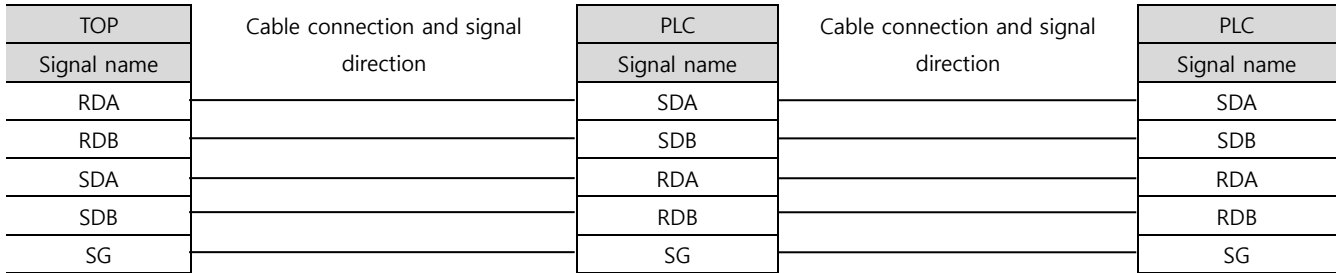 TOP Cable connection and signal PLC Cable connection and signal PLC
Signal name direction Signal name direction Signal name
RDA SDA SDA
RDB SDB SDB
SDA RDA RDA
SDB RDB RDB
SG SG SG